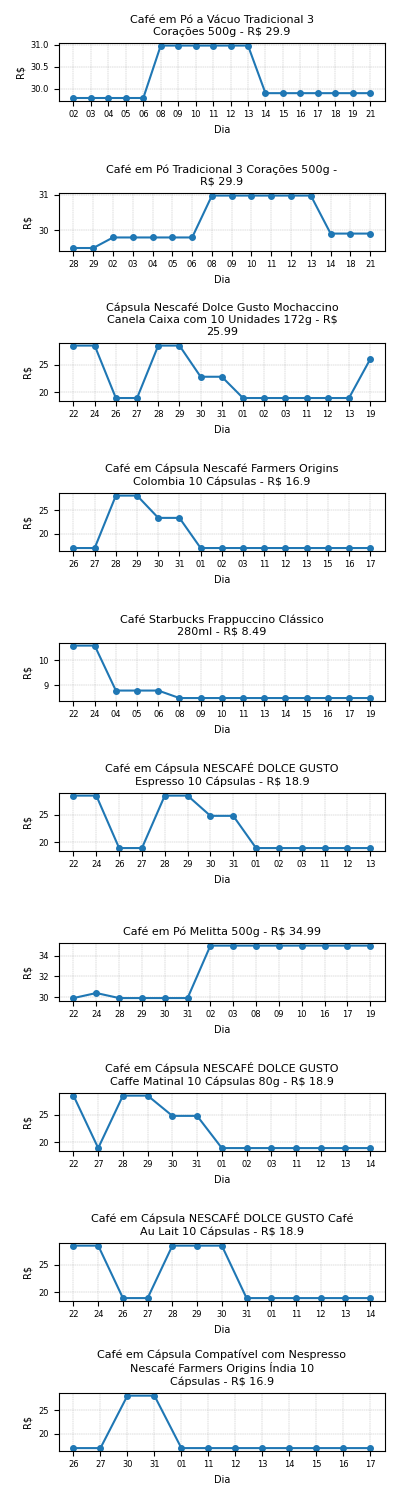 Café em Pó a Vácuo Tradicional 3
Corações 500g - R$ 29.9
31.0
30.5
30.0
R$
02 03 04 05 06 08 09 10 11 12 13 14 15 16 17 18 19 21
Dia
Café em Pó Tradicional 3 Corações 500g -
R$ 29.9
31
30
R$
28 29 02 03 04 05 06 08 09 10 11 12 13 14 18 21
Dia
Cápsula Nescafé Dolce Gusto Mochaccino
Canela Caixa com 10 Unidades 172g - R$
25.99
25
20
R$
22 24 26 27 28 29 30 31 01 02 03 11 12 13 19
Dia
Café em Cápsula Nescafé Farmers Origins
Colombia 10 Cápsulas - R$ 16.9
25
20
R$
26 27 28 29 30 31 01 02 03 11 12 13 15 16 17
Dia
Café Starbucks Frappuccino Clássico
280ml - R$ 8.49
10
9
R$
22 24 04 05 06 08 09 10 11 13 14 15 16 17 19
Dia
Café em Cápsula NESCAFÉ DOLCE GUSTO
Espresso 10 Cápsulas - R$ 18.9
25
20
R$
22 24 26 27 28 29 30 31 01 02 03 11 12 13
Dia
Café em Pó Melitta 500g - R$ 34.99
34
32
30
R$
22 24 28 29 30 31 02 03 08 09 10 16 17 19
Dia
Café em Cápsula NESCAFÉ DOLCE GUSTO
Caffe Matinal 10 Cápsulas 80g - R$ 18.9
25
20
R$
22 27 28 29 30 31 01 02 03 11 12 13 14
Dia
Café em Cápsula NESCAFÉ DOLCE GUSTO Café
Au Lait 10 Cápsulas - R$ 18.9
25
20
R$
22 24 26 27 28 29 30 31 01 11 12 13 14
Dia
Café em Cápsula Compatível com Nespresso
Nescafé Farmers Origins Índia 10
Cápsulas - R$ 16.9
25
20
R$
26 27 30 31 01 11 12 13 14 15 16 17
Dia